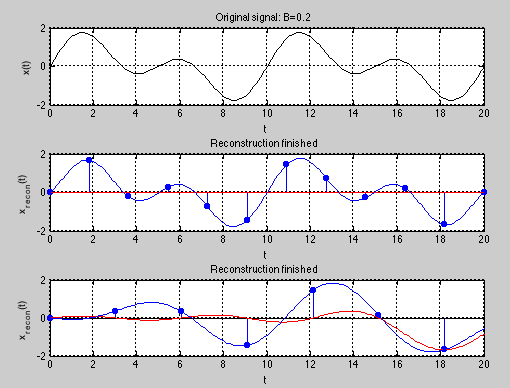 Original signal: B=0.2
x(t)
2
0
-2
0 2 4 6 8 10 12 14 16 18 20
t
Reconstruction finished
x_recon(t)
2
0
-2
0 2 4 6 8 10 12 14 16 18 20
t
Reconstruction finished
x_recon(t)
2
0
-2
0 2 4 6 8 10 12 14 16 18 20
t